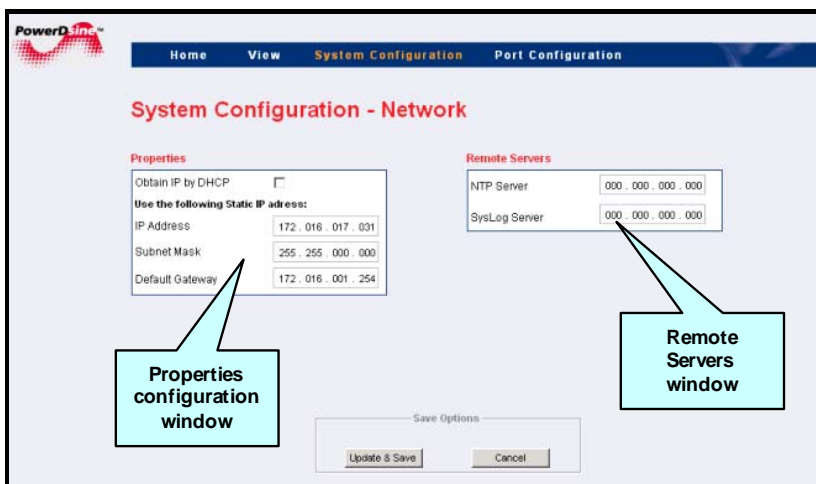 PowerDsine™
Home View System Configuration Port Configuration
System Configuration - Network
Properties
Obtain IP by DHCP
Use the following Static IP adress:
IP Address 172 . 016 . 017 . 031
Subnet Mask 255 . 255 . 000 . 000
Default Gateway 172 . 016 . 001 . 254
Remote Servers
NTP Server 000 . 000 . 000 . 000
SysLog Server 000 . 000 . 000 . 000
Properties
configuration
window
Remote
Servers
window
Save Options
Update & Save Cancel